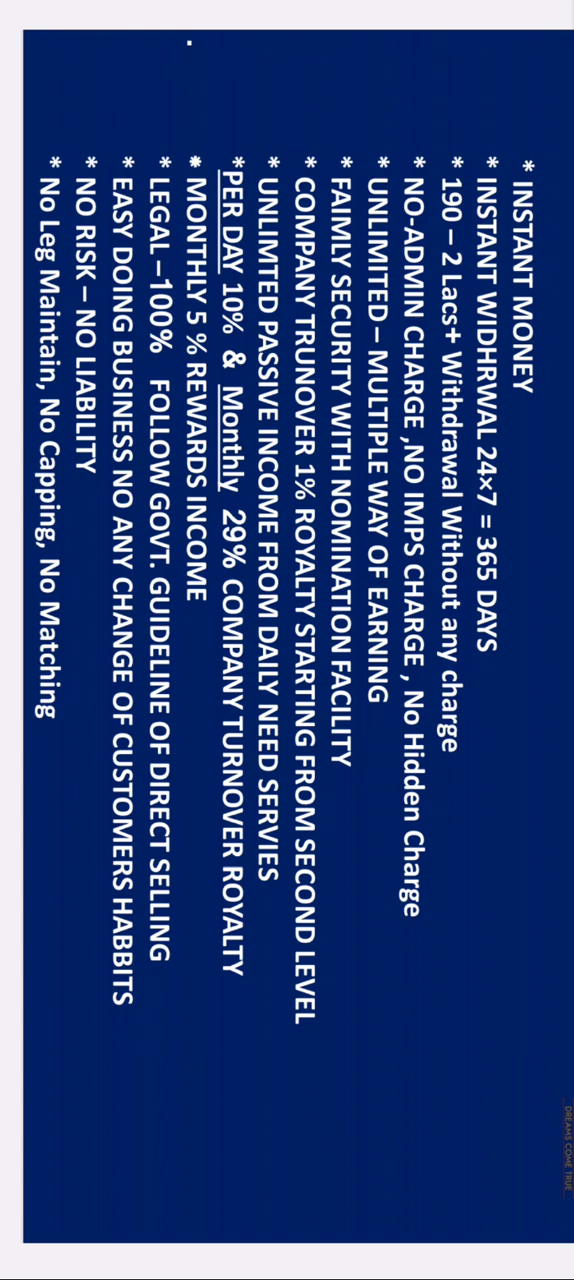 DREAMS COME TRUE
* INSTANT MONEY
* INSTANT WIDHRWAL 24×7 = 365 DAYS
* 190 – 2 Lacs+ Withdrawal Without any charge
* NO-ADMIN CHARGE ,NO IMPS CHARGE , No Hidden Charge
* UNLIMITED – MULTIPLE WAY OF EARNING
* FAIMLY SECURITY WITH NOMINATION FACILITY
* COMPANY TRUNOVER 1% ROYALTY STARTING FROM SECOND LEVEL
* UNLIMTED PASSIVE INCOME FROM DAILY NEED SERVIES
* PER DAY 10% & Monthly 29% COMPANY TURNOVER ROYALTY
* MONTHLY 5 % REWARDS INCOME
* LEGAL –100% FOLLOW GOVT. GUIDELINE OF DIRECT SELLING
* EASY DOING BUSINESS NO ANY CHANGE OF CUSTOMERS HABBITS
* NO RISK – NO LIABILITY
* No Leg Maintain, No Capping, No Matching